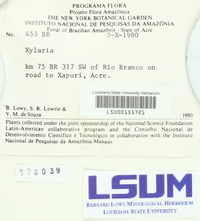 PROGRAMA FLORA
Projeto Flora Amazônica
THE NEW YORK BOTANICAL GARDEN
INSTITUTO NACIONAL DE PESQUISAS DA AMAZÔNIA
Fungi of Brazilian Amazonia - State of Acre
No. 453 BR 3-X-1980
Xylaria
km 75 BR 317 SW of Rio Branco on
road to Xapuri, Acre.
Louisiana State University
LSU00155721
B. Lowy, S. R. Lowrie &
V. M. de Souza 1980
Plants collected under the joint sponsorship of the National Science Foundation
Latin-American collaborative program and the Conselho Nacional de
Desenvolvimento Científico e Tecnológico in collaboration with the Instituto
Nacional de Pesquisas da Amazônia-Manaus.
178039
LSUM
BERNARD LOWY MYCOLOGICAL HERBARIUM
LOUISIANA STATE UNIVERSITY